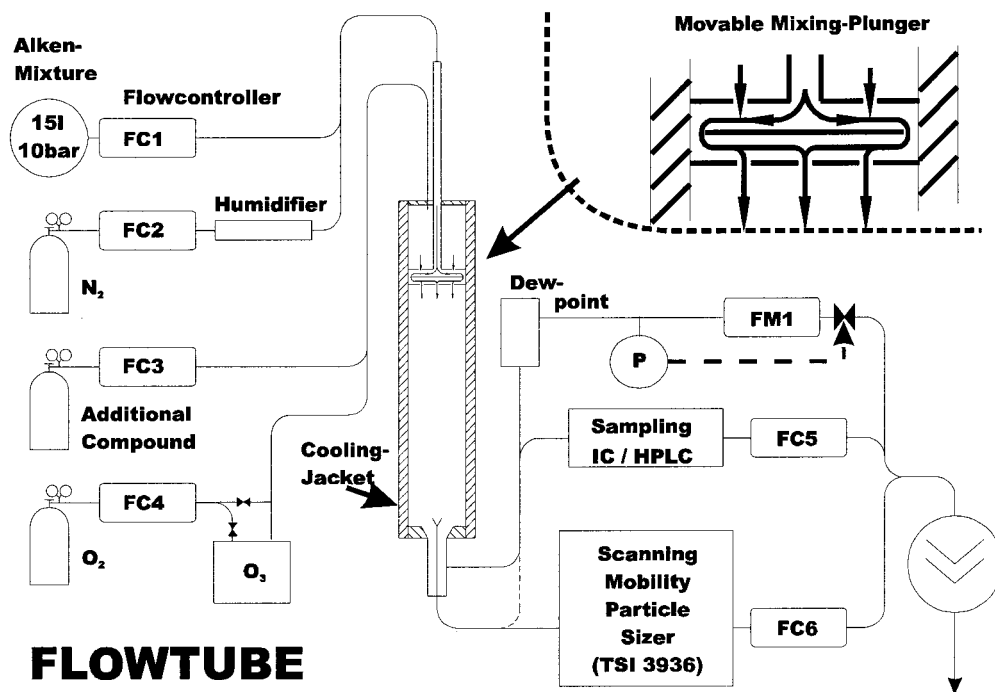 Movable Mixing-Plunger
Alken-
Mixture
15l
10bar
Flowcontroller
FC1
FC2
Humidifier
N₂
FC3
Additional
Compound
FC4
O₂
O₃
Cooling-
Jacket
Dew-
point
FM1
P
Sampling
IC / HPLC
FC5
Scanning
Mobility
Particle
Sizer
(TSI 3936)
FC6
FLOWTUBE